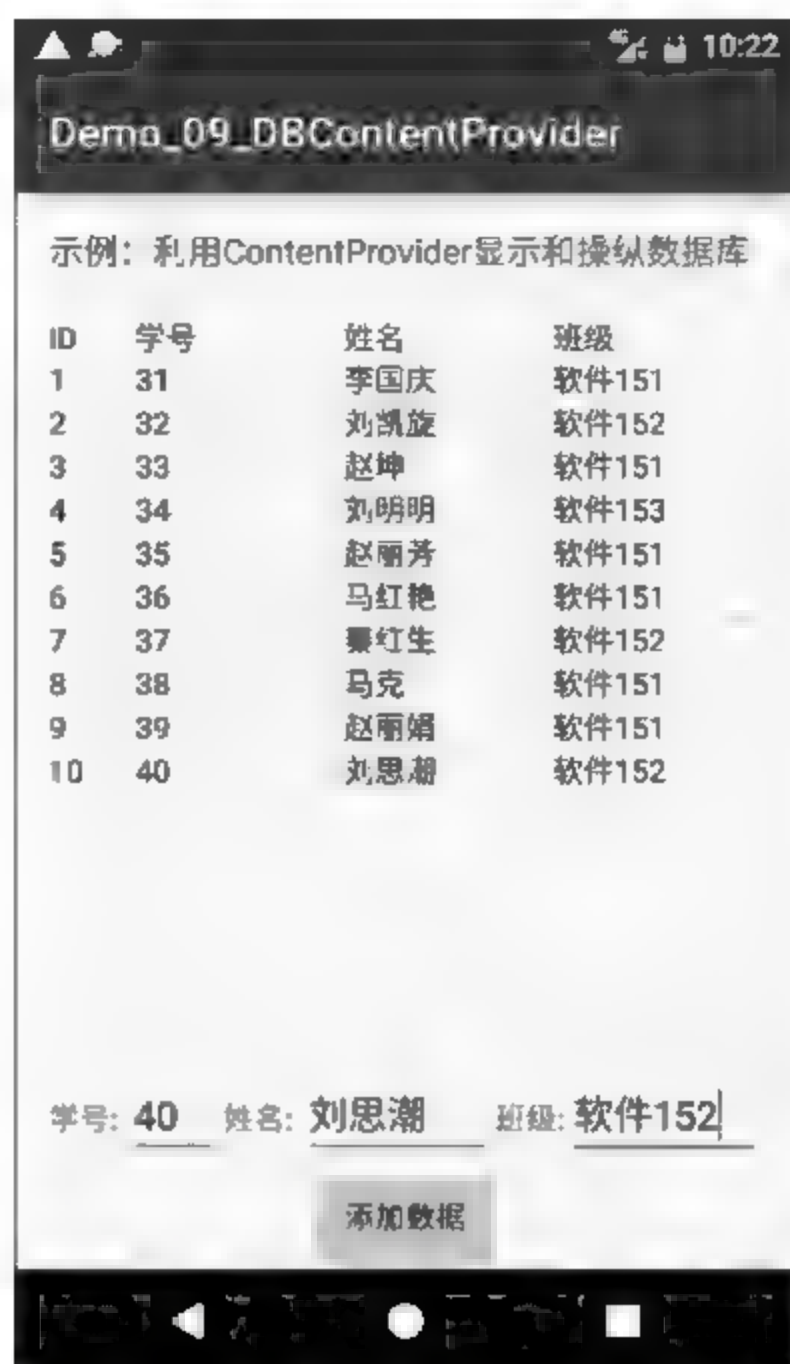 10:22
Demo_09_DBContentProvider
示例：利用ContentProvider显示和操纵数据库
ID 学号 姓名 班级
1 31 李国庆 软件151
2 32 刘凯旋 软件152
3 33 赵坤 软件151
4 34 刘明明 软件153
5 35 赵丽芳 软件151
6 36 马红艳 软件151
7 37 秦红生 软件152
8 38 马克 软件151
9 39 赵丽娟 软件151
10 40 刘思潮 软件152
学号: 40 姓名: 刘思潮 班级: 软件152
添加数据